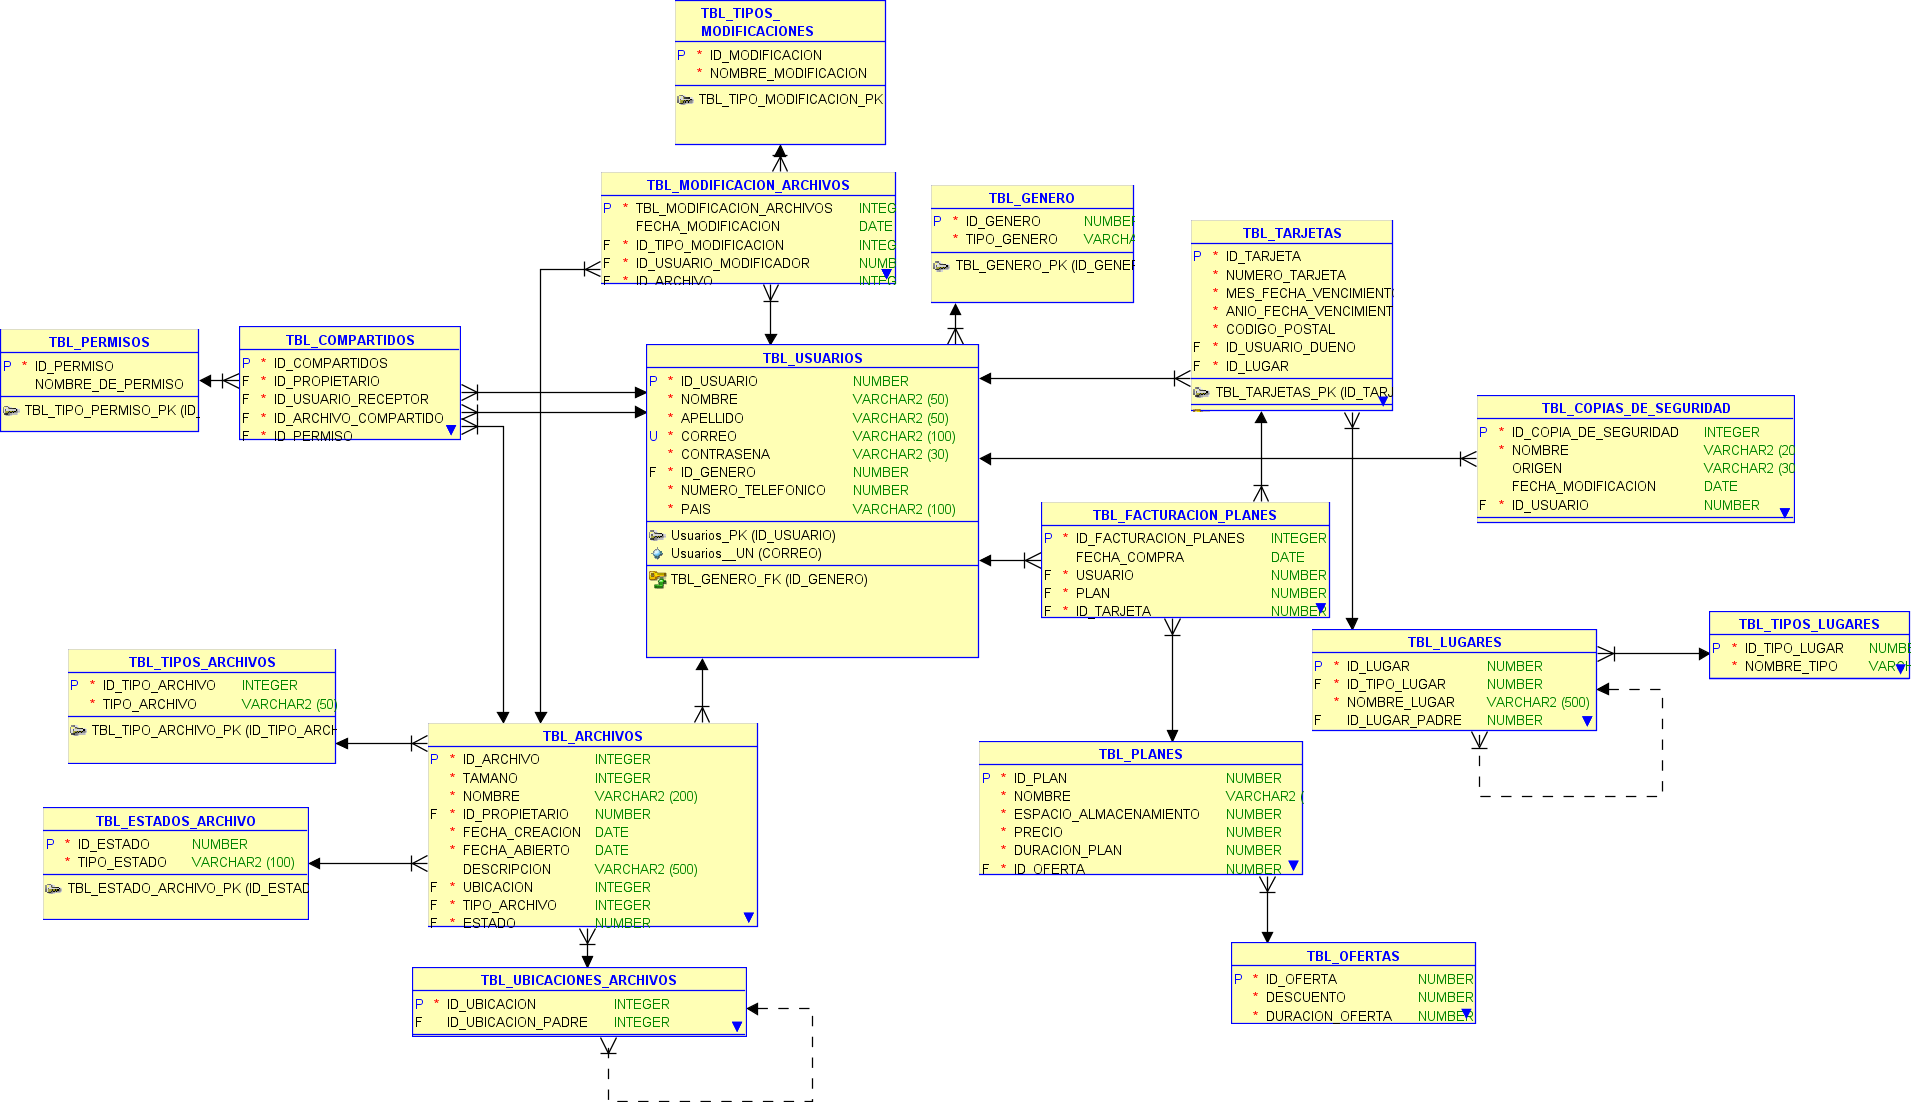 TBL_TIPOS_
MODIFICACIONES
P * ID_MODIFICACION
* NOMBRE_MODIFICACION
TBL_TIPO_MODIFICACION_PK
TBL_MODIFICACION_ARCHIVOS
P * TBL_MODIFICACION_ARCHIVOS INTEG
FECHA_MODIFICACION DATE
F * ID_TIPO_MODIFICACION INTEG
F * ID_USUARIO_MODIFICADOR NUMB
F * ID_ARCHIVO INTEG
TBL_GENERO
P * ID_GENERO NUMBER
* TIPO_GENERO VARCHA
TBL_GENERO_PK (ID_GENER
TBL_TARJETAS
P * ID_TARJETA
* NUMERO_TARJETA
* MES_FECHA_VENCIMIENT
* ANIO_FECHA_VENCIMIENT
* CODIGO_POSTAL
F * ID_USUARIO_DUENO
F * ID_LUGAR
TBL_TARJETAS_PK (ID_TARJ
TBL_PERMISOS
P * ID_PERMISO
NOMBRE_DE_PERMISO
TBL_TIPO_PERMISO_PK (ID_
TBL_COMPARTIDOS
P * ID_COMPARTIDOS
F * ID_PROPIETARIO
F * ID_USUARIO_RECEPTOR
F * ID_ARCHIVO_COMPARTIDO
F * ID_PERMISO
TBL_USUARIOS
P * ID_USUARIO NUMBER
* NOMBRE VARCHAR2 (50)
* APELLIDO VARCHAR2 (50)
U * CORREO VARCHAR2 (100)
* CONTRASENA VARCHAR2 (30)
F * ID_GENERO NUMBER
* NUMERO_TELEFONICO NUMBER
* PAIS VARCHAR2 (100)
Usuarios_PK (ID_USUARIO)
Usuarios__UN (CORREO)
TBL_GENERO_FK (ID_GENERO)
TBL_COPIAS_DE_SEGURIDAD
P * ID_COPIA_DE_SEGURIDAD INTEGER
* NOMBRE VARCHAR2 (20
ORIGEN VARCHAR2 (30
FECHA_MODIFICACION DATE
F * ID_USUARIO NUMBER
TBL_FACTURACION_PLANES
P * ID_FACTURACION_PLANES INTEGER
FECHA_COMPRA DATE
F * USUARIO NUMBER
F * PLAN NUMBER
F * ID_TARJETA NUMBER
TBL_LUGARES
P * ID_LUGAR NUMBER
F * ID_TIPO_LUGAR NUMBER
* NOMBRE_LUGAR VARCHAR2 (500)
F ID_LUGAR_PADRE NUMBER
TBL_TIPOS_LUGARES
P * ID_TIPO_LUGAR NUMBE
* NOMBRE_TIPO VARCH
TBL_TIPOS_ARCHIVOS
P * ID_TIPO_ARCHIVO INTEGER
* TIPO_ARCHIVO VARCHAR2 (50)
TBL_TIPO_ARCHIVO_PK (ID_TIPO_ARCH
TBL_ESTADOS_ARCHIVO
P * ID_ESTADO NUMBER
* TIPO_ESTADO VARCHAR2 (100)
TBL_ESTADO_ARCHIVO_PK (ID_ESTAD
TBL_ARCHIVOS
P * ID_ARCHIVO INTEGER
* TAMANO INTEGER
* NOMBRE VARCHAR2 (200)
F * ID_PROPIETARIO NUMBER
* FECHA_CREACION DATE
* FECHA_ABIERTO DATE
DESCRIPCION VARCHAR2 (500)
F * UBICACION INTEGER
F * TIPO_ARCHIVO INTEGER
F * ESTADO NUMBER
TBL_PLANES
P * ID_PLAN NUMBER
* NOMBRE VARCHAR2 (
* ESPACIO_ALMACENAMIENTO NUMBER
* PRECIO NUMBER
* DURACION_PLAN NUMBER
F * ID_OFERTA NUMBER
TBL_OFERTAS
P * ID_OFERTA NUMBER
* DESCUENTO NUMBER
* DURACION_OFERTA NUMBER
TBL_UBICACIONES_ARCHIVOS
P * ID_UBICACION INTEGER
F ID_UBICACION_PADRE INTEGER